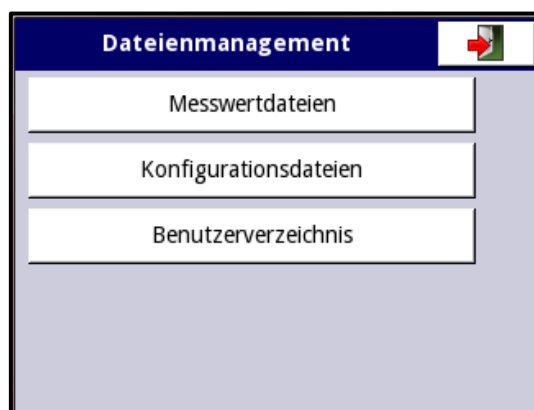 Dateienmanagement
Messwertdateien
Konfigurationsdateien
Benutzerverzeichnis